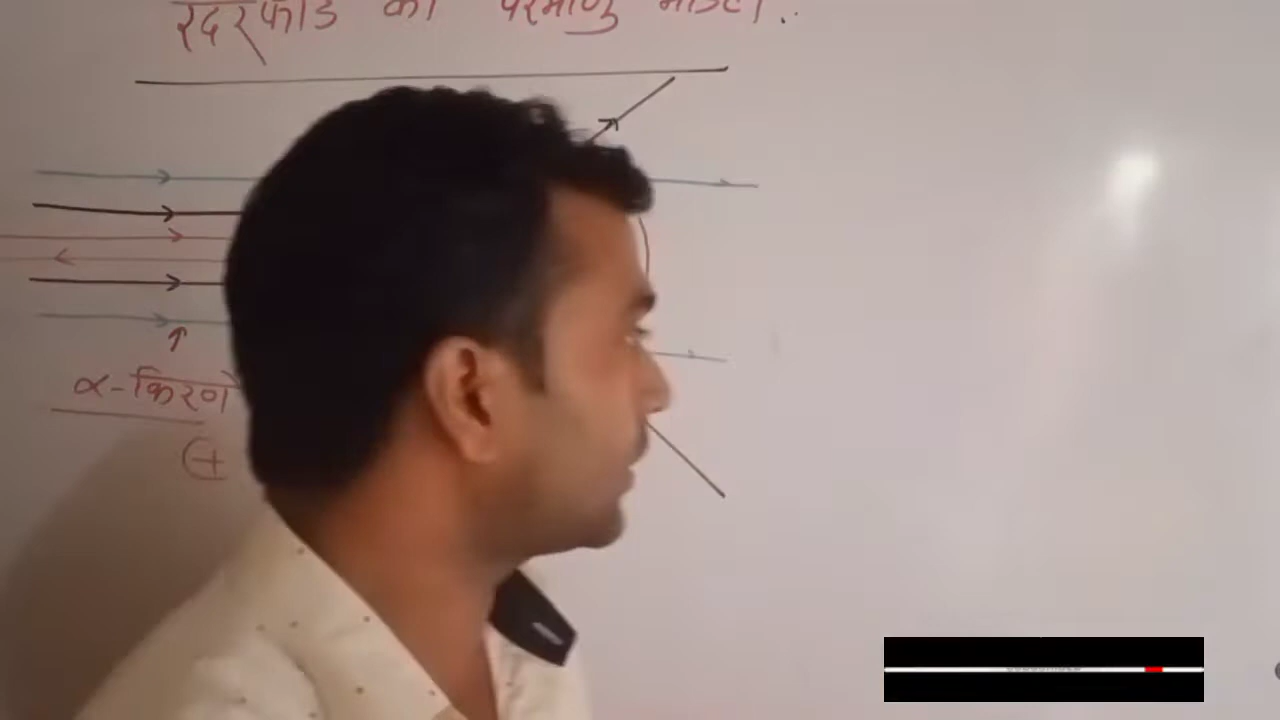 रदरफोर्ड का परमाणु मॉडल :
α-किरणे
+